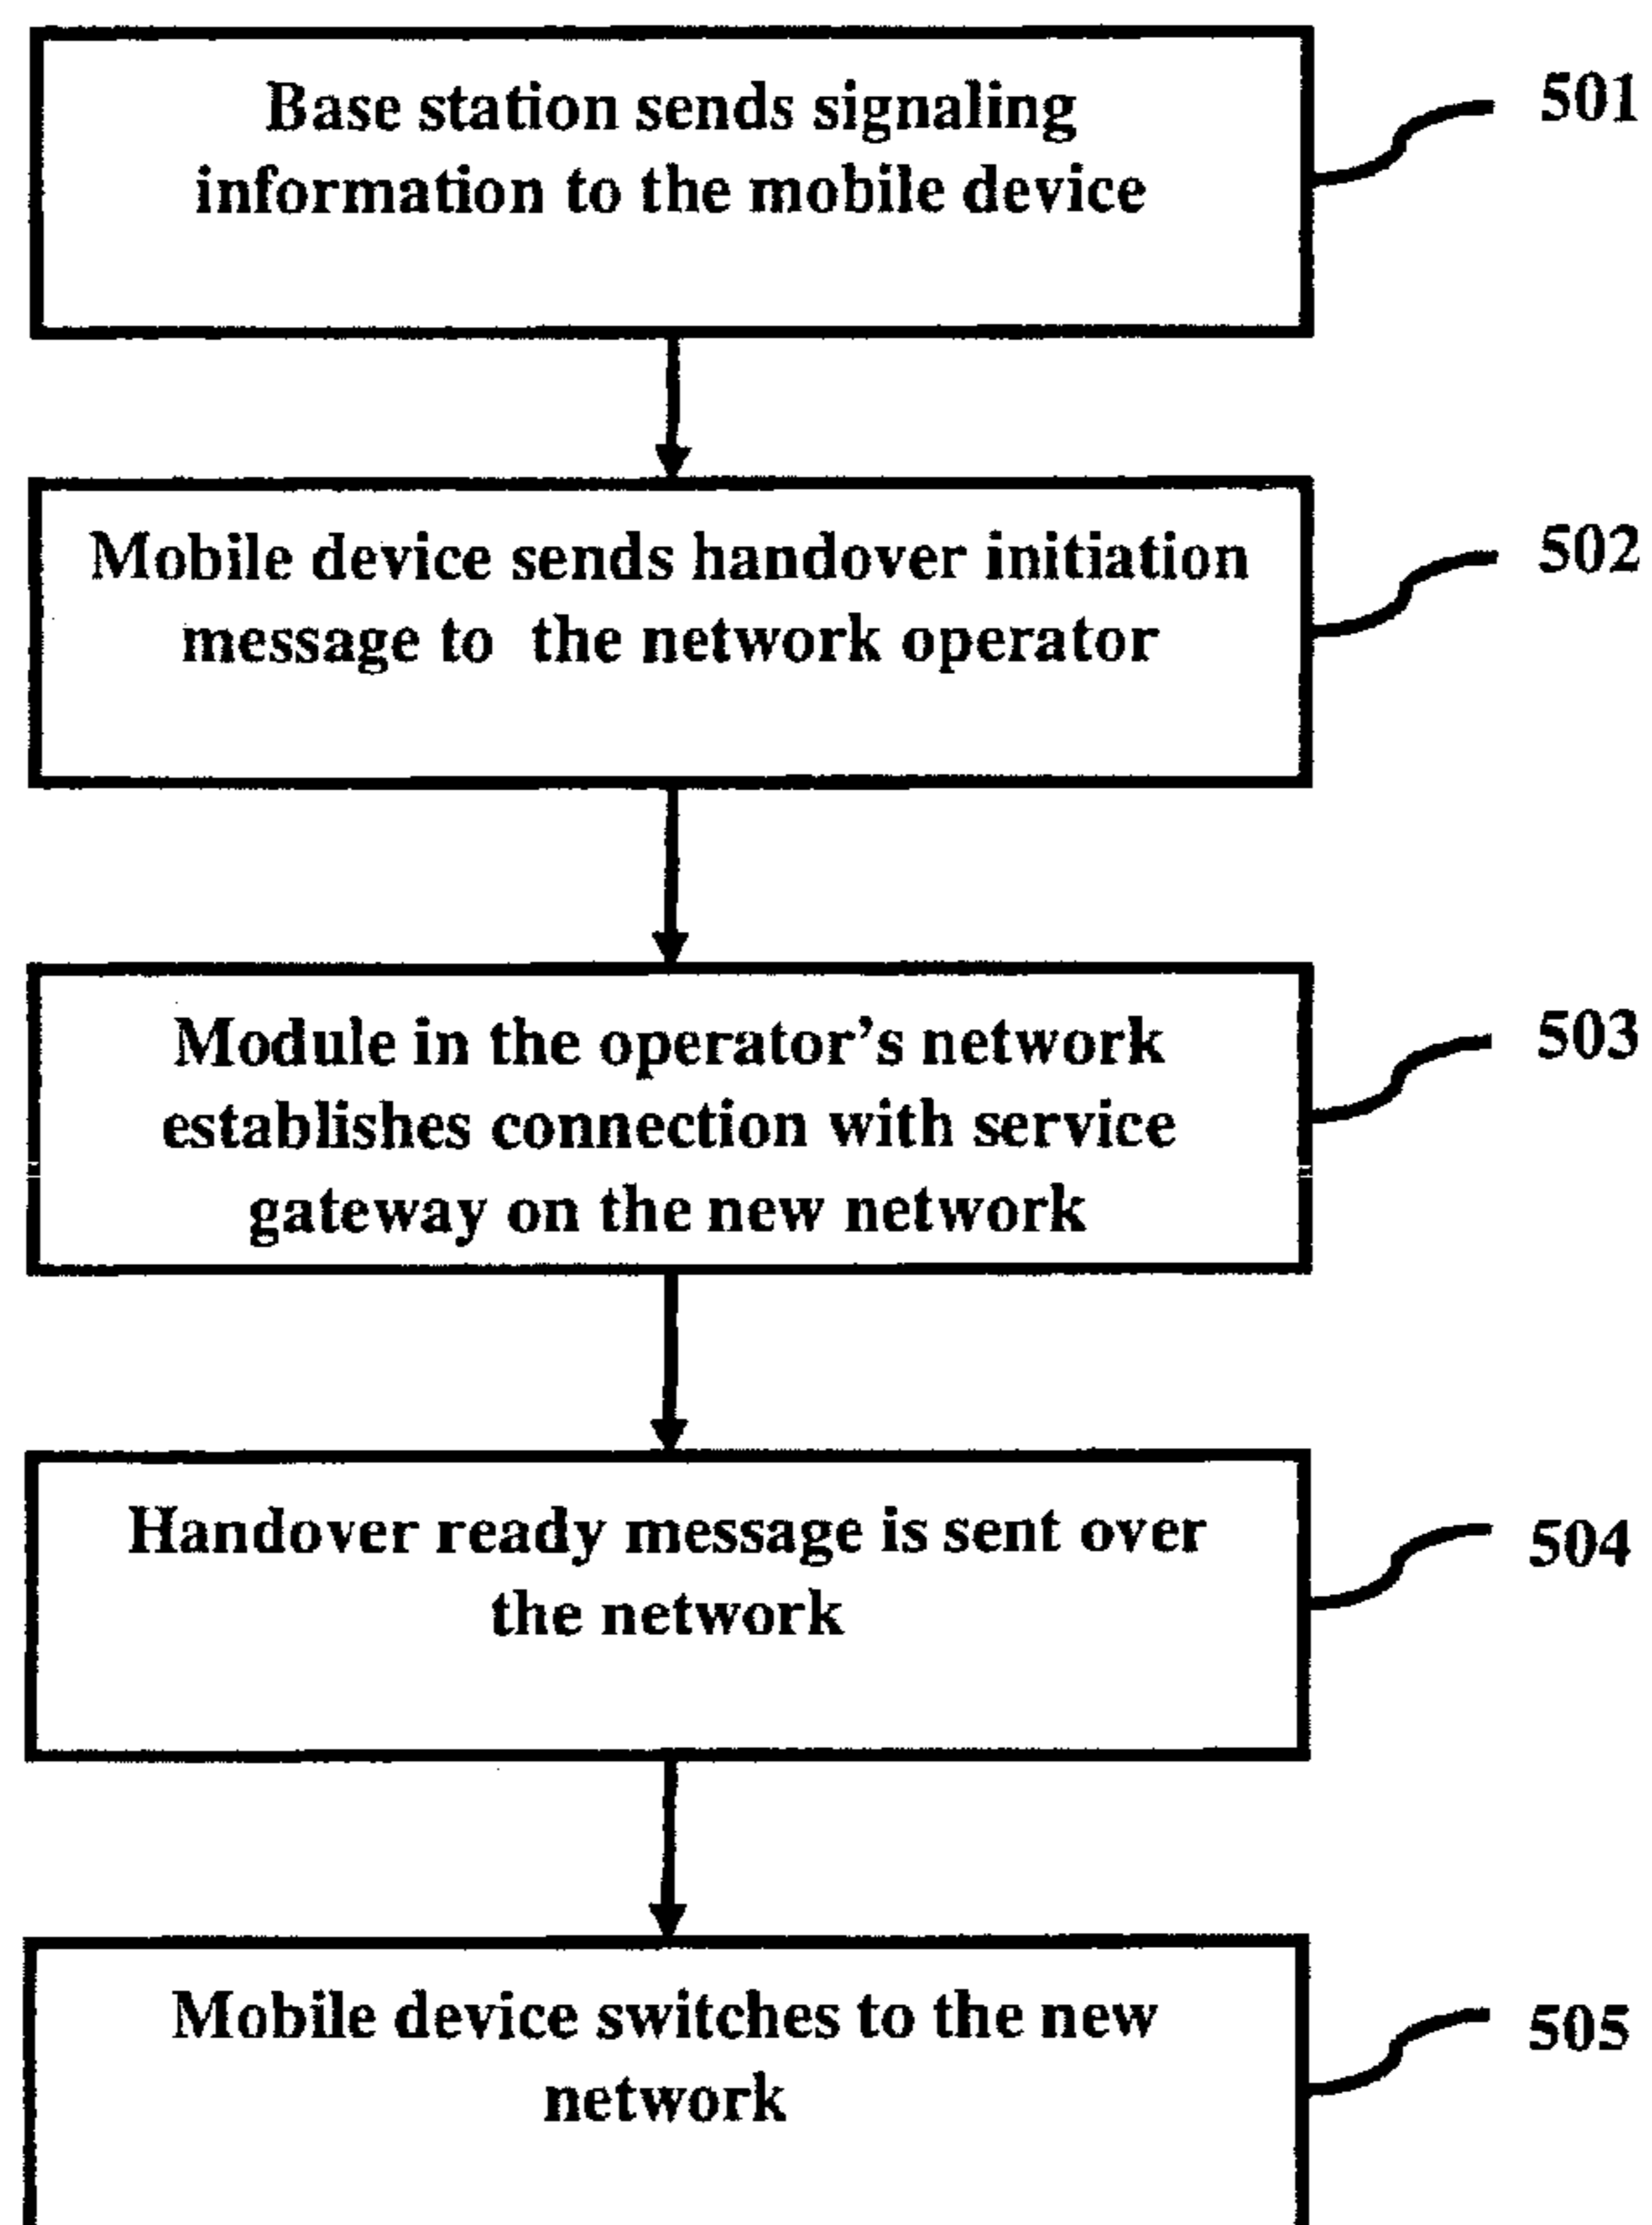 Base station sends signaling
information to the mobile device
501
Mobile device sends handover initiation
message to the network operator
502
Module in the operator's network
establishes connection with service
gateway on the new network
503
Handover ready message is sent over
the network
504
Mobile device switches to the new
network
505